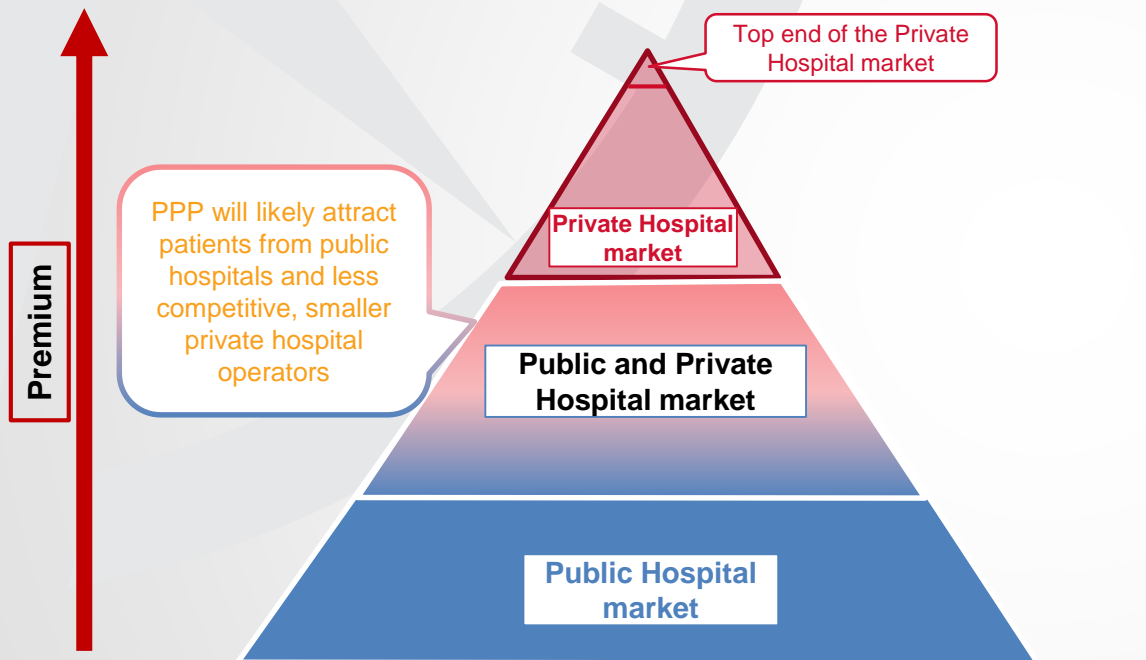 Top end of the Private
Hospital market
PPP will likely attract
patients from public
hospitals and less
competitive, smaller
private hospital
operators
Premium
Private Hospital
market
Public and Private
Hospital market
Public Hospital
market